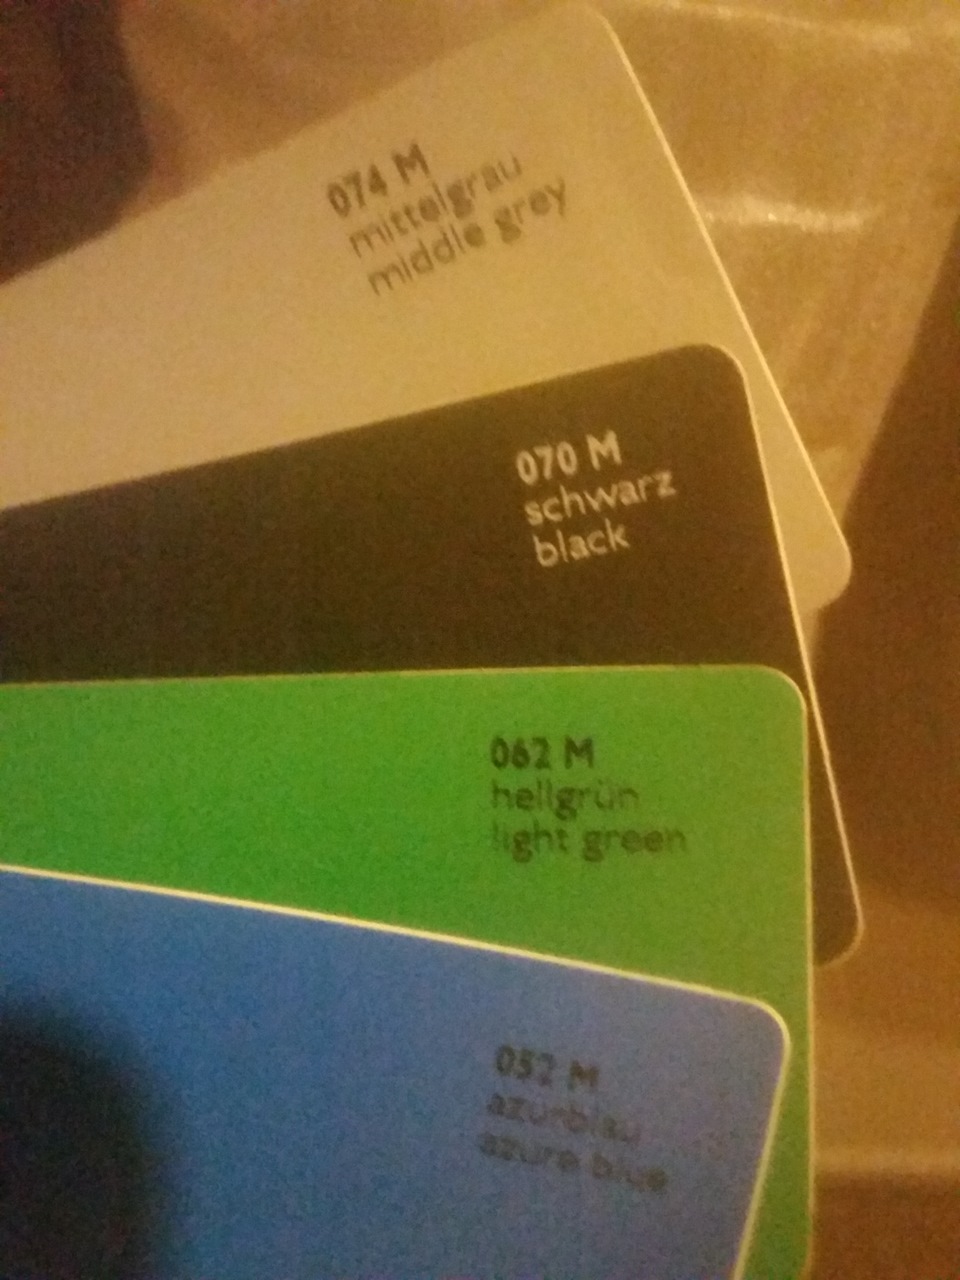 074 M
mittelgrau
middle grey
070 M
schwarz
black
062 M
hellgrün
light green
052 M
azurblau
azure blue